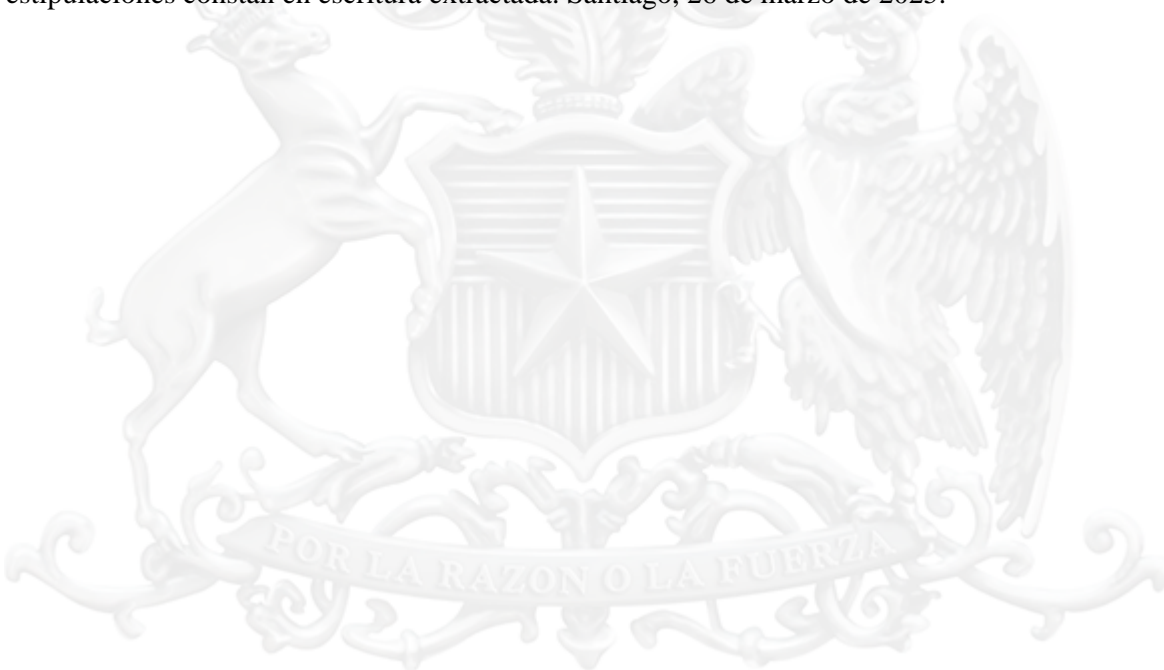 estipulaciones constan en escritura extractada. Santiago, 28 de marzo de 2023.
POR LA RAZON O LA FUERZA